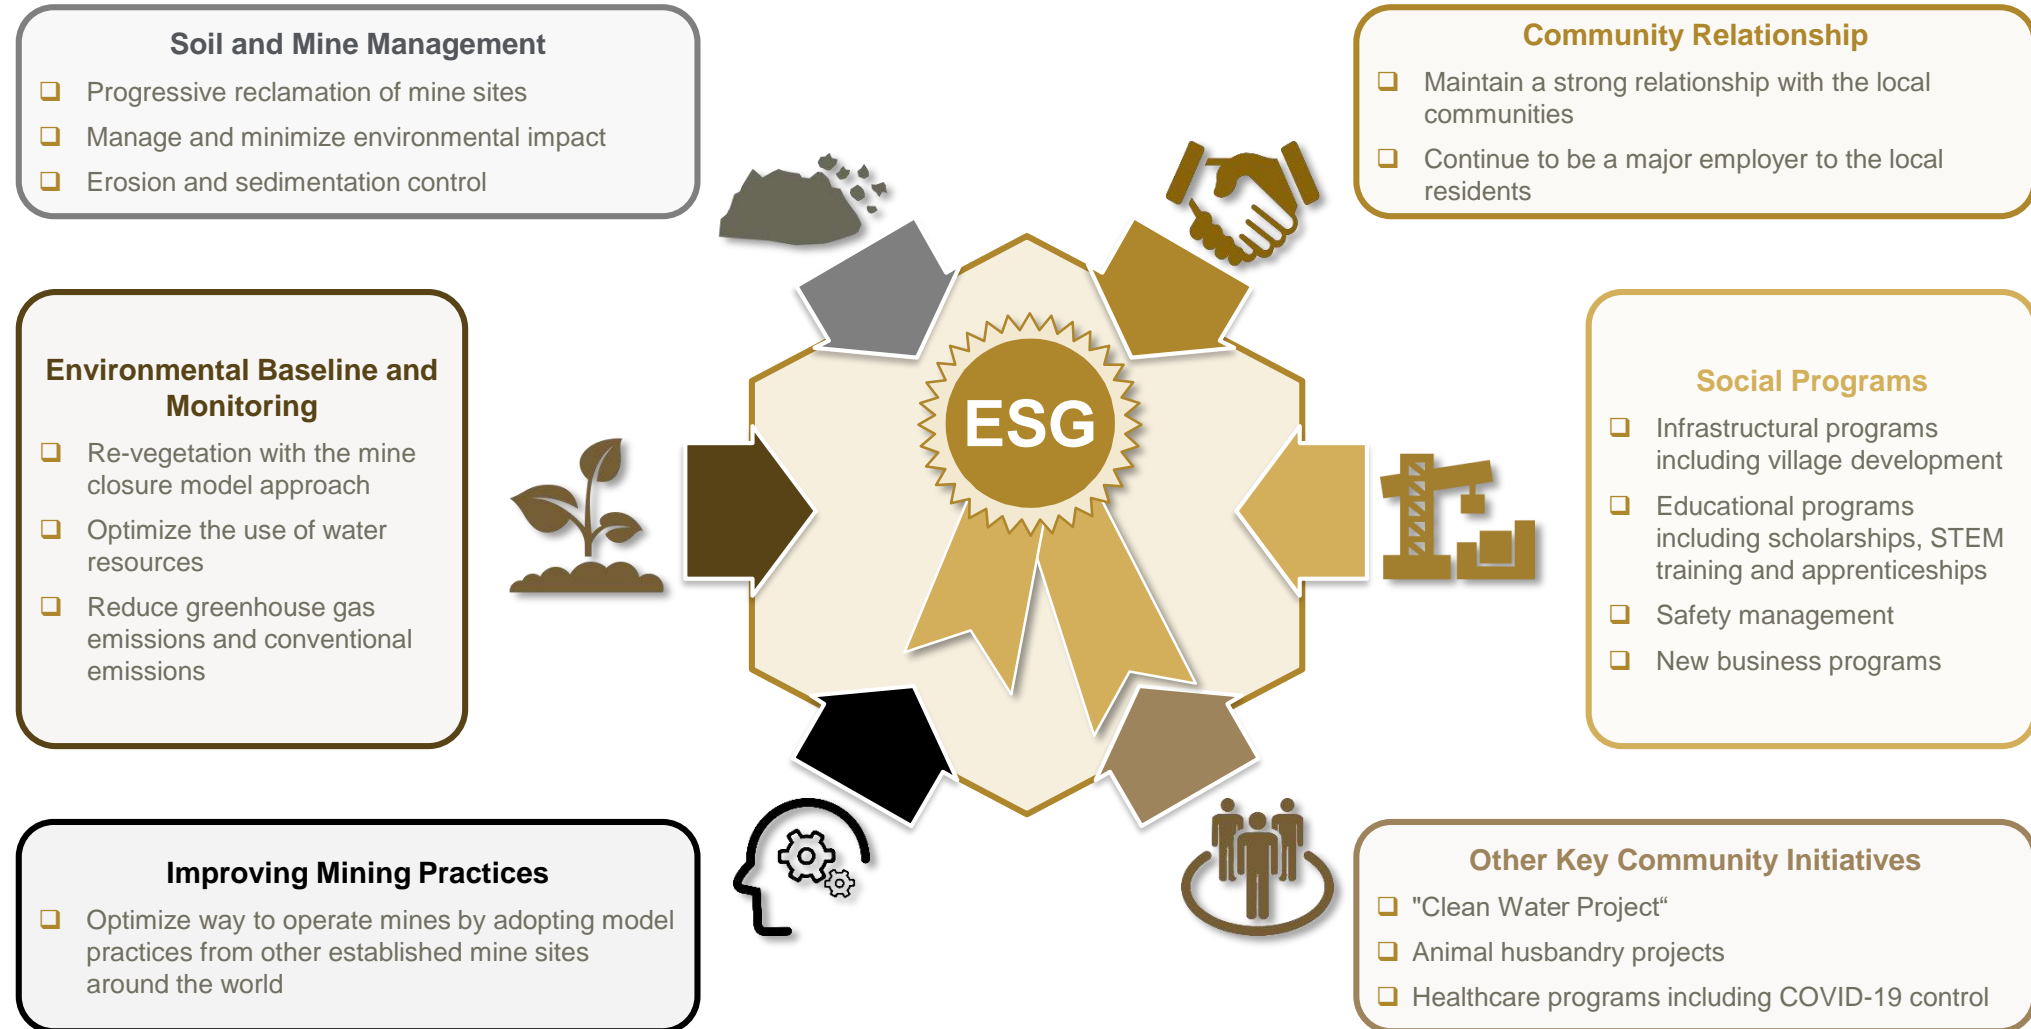 Soil and Mine Management
❑ Progressive reclamation of mine sites
❑ Manage and minimize environmental impact
❑ Erosion and sedimentation control
Community Relationship
❑ Maintain a strong relationship with the local
communities
❑ Continue to be a major employer to the local
residents
Environmental Baseline and
Monitoring
❑ Re-vegetation with the mine
closure model approach
❑ Optimize the use of water
resources
❑ Reduce greenhouse gas
emissions and conventional
emissions
ESG
Social Programs
❑ Infrastructural programs
including village development
❑ Educational programs
including scholarships, STEM
training and apprenticeships
❑ Safety management
❑ New business programs
Improving Mining Practices
❑ Optimize way to operate mines by adopting model
practices from other established mine sites
around the world
Other Key Community Initiatives
❑ "Clean Water Project“
❑ Animal husbandry projects
❑ Healthcare programs including COVID-19 control